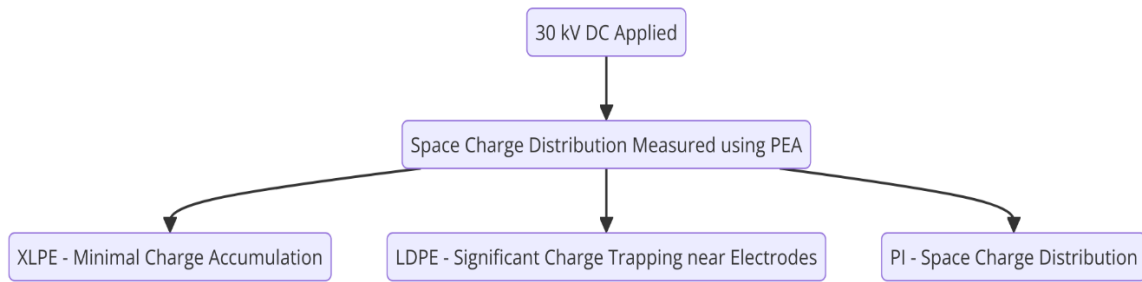 30 kV DC Applied
Space Charge Distribution Measured using PEA
XLPE - Minimal Charge Accumulation
LDPE - Significant Charge Trapping near Electrodes
PI - Space Charge Distribution